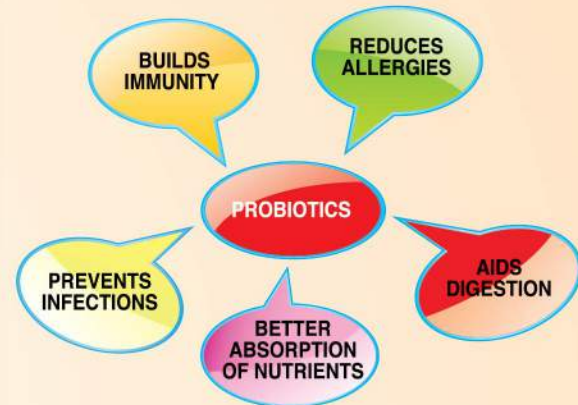 BUILDS
IMMUNITY
REDUCES
ALLERGIES
PROBIOTICS
PREVENTS
INFECTIONS
AIDS
DIGESTION
BETTER
ABSORPTION
OF NUTRIENTS